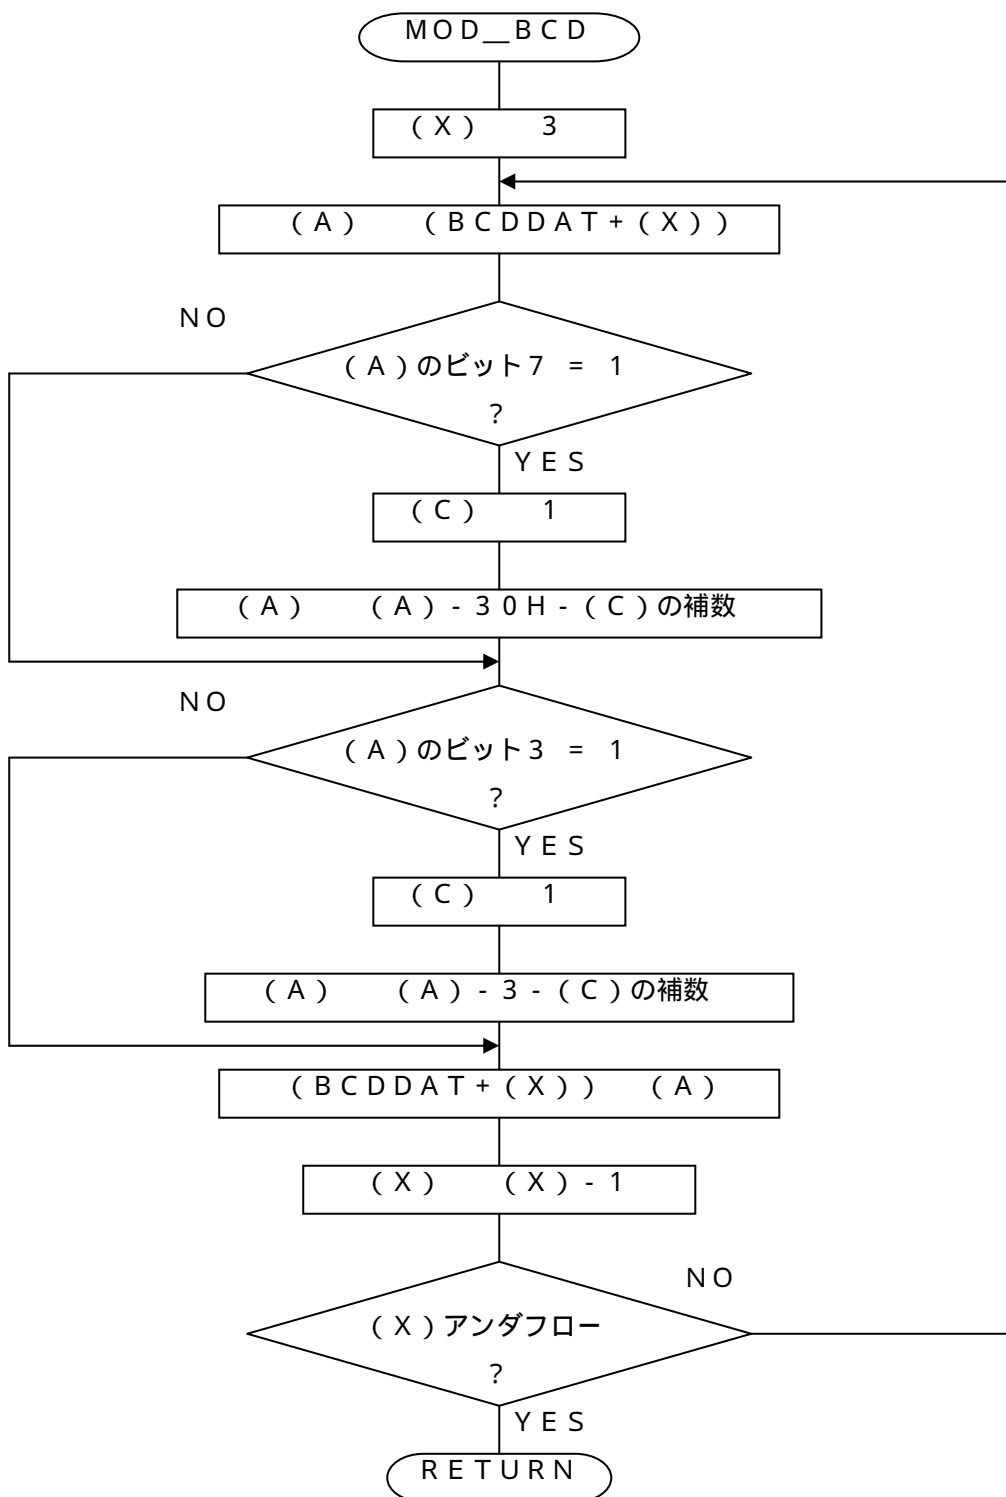 MOD__BCD
(X)  3
(A)  (BCDDAT+(X))
NO
(A)のビット7 = 1
?
YES
(C)  1
(A)  (A)-30H-(C)の補数
NO
(A)のビット3 = 1
?
YES
(C)  1
(A)  (A)-3-(C)の補数
(BCDDAT+(X))  (A)
(X)  (X)-1
NO
(X)アンダフロー
?
YES
RETURN